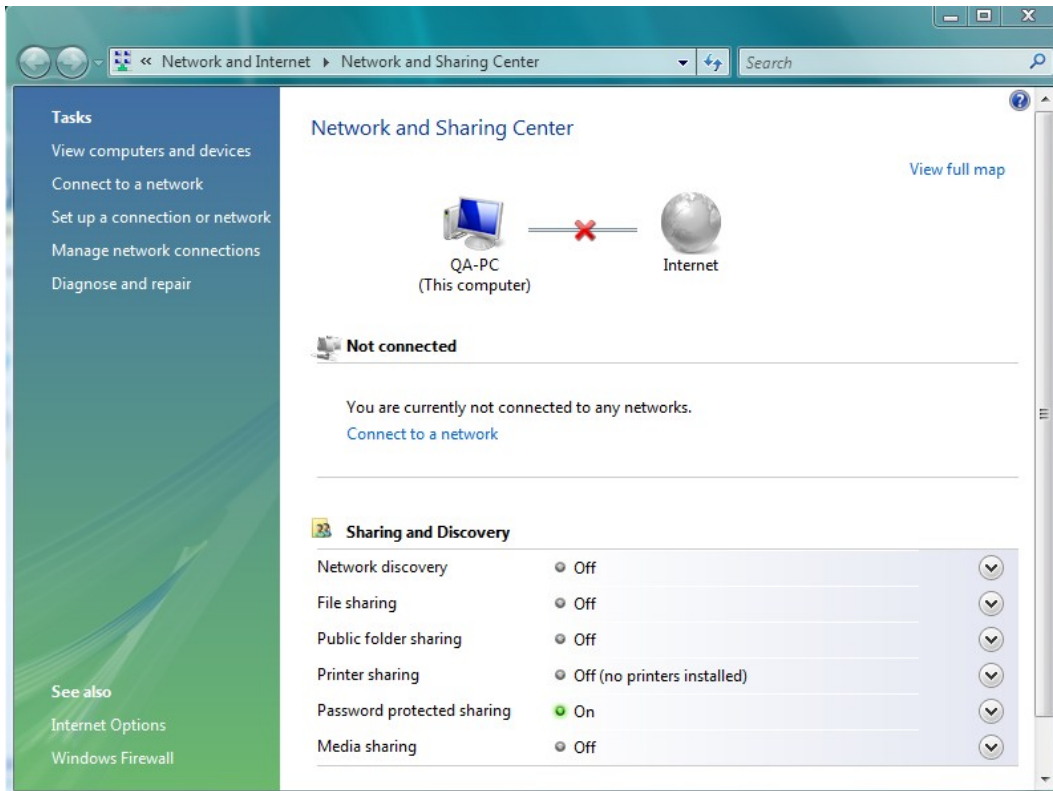 « Network and Internet ▸ Network and Sharing Center
Search
Tasks
View computers and devices
Connect to a network
Set up a connection or network
Manage network connections
Diagnose and repair
See also
Internet Options
Windows Firewall
Network and Sharing Center
View full map
QA-PC
(This computer)
Internet
Not connected
You are currently not connected to any networks.
Connect to a network
Sharing and Discovery
Network discovery Off
File sharing Off
Public folder sharing Off
Printer sharing Off (no printers installed)
Password protected sharing On
Media sharing Off